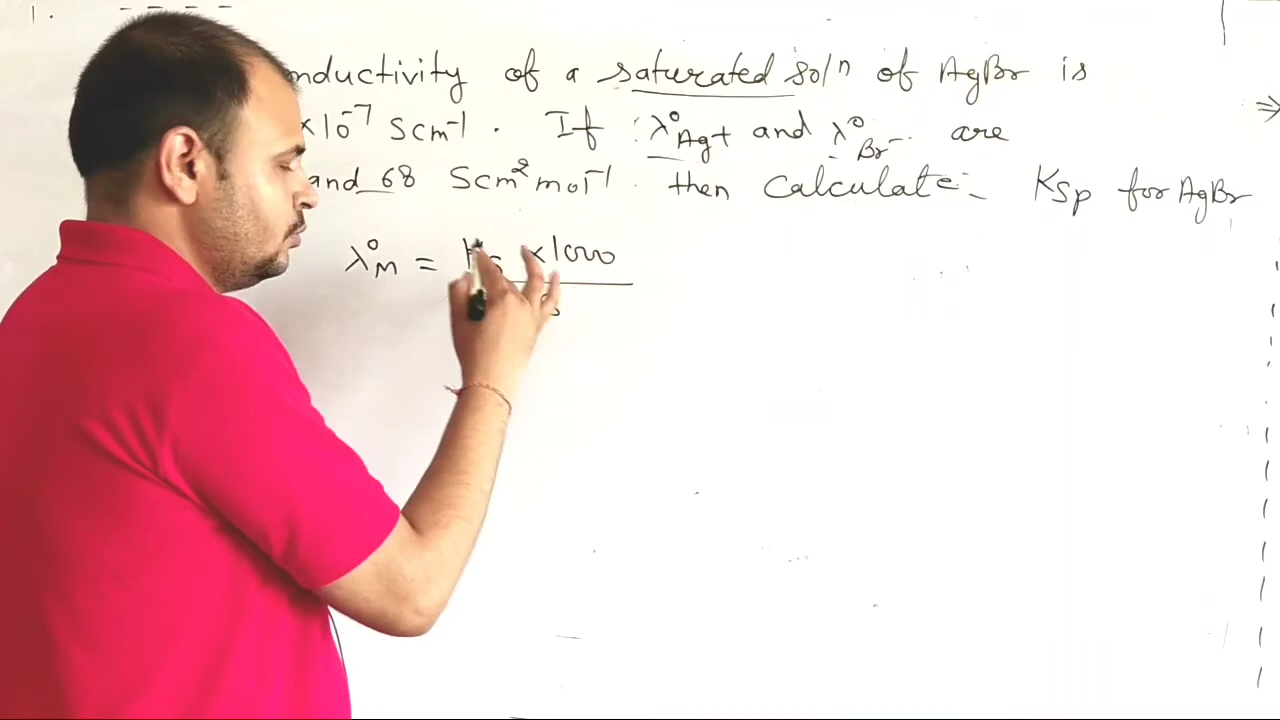 1.
nductivity of a saturated solⁿ of AgBr is
×10⁻⁷ Scm⁻¹. If λ°Ag+ and λ°Br⁻ are
and 68 Scm²mol⁻¹. then Calculate:- Ksp for AgBr
λ°M = ×1000